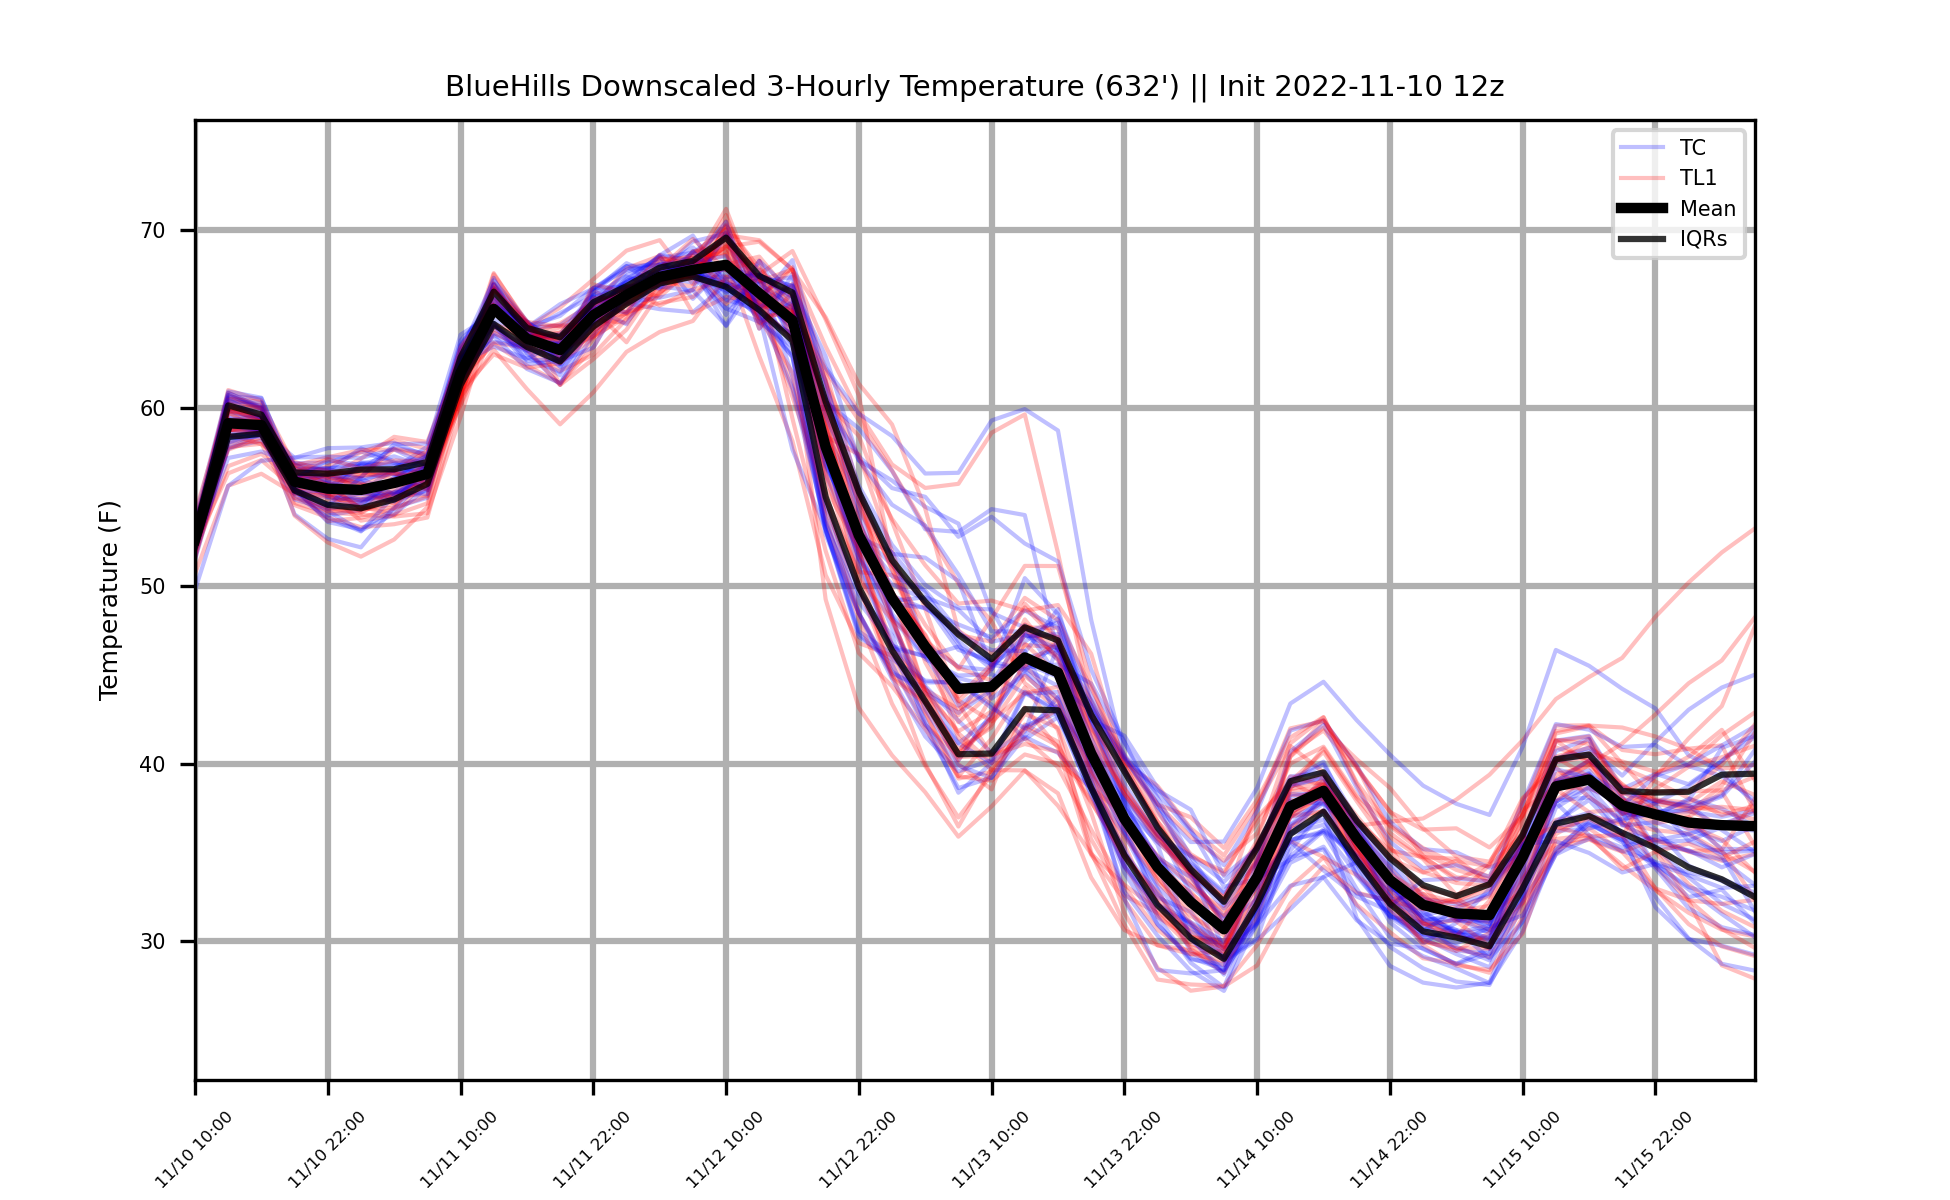 BlueHills Downscaled 3-Hourly Temperature (632') || Init 2022-11-10 12z
TC
TL1
Mean
IQRs
Temperature (F)
70
60
50
40
30
11/10 10:00
11/10 22:00
11/11 10:00
11/11 22:00
11/12 10:00
11/12 22:00
11/13 10:00
11/13 22:00
11/14 10:00
11/14 22:00
11/15 10:00
11/15 22:00